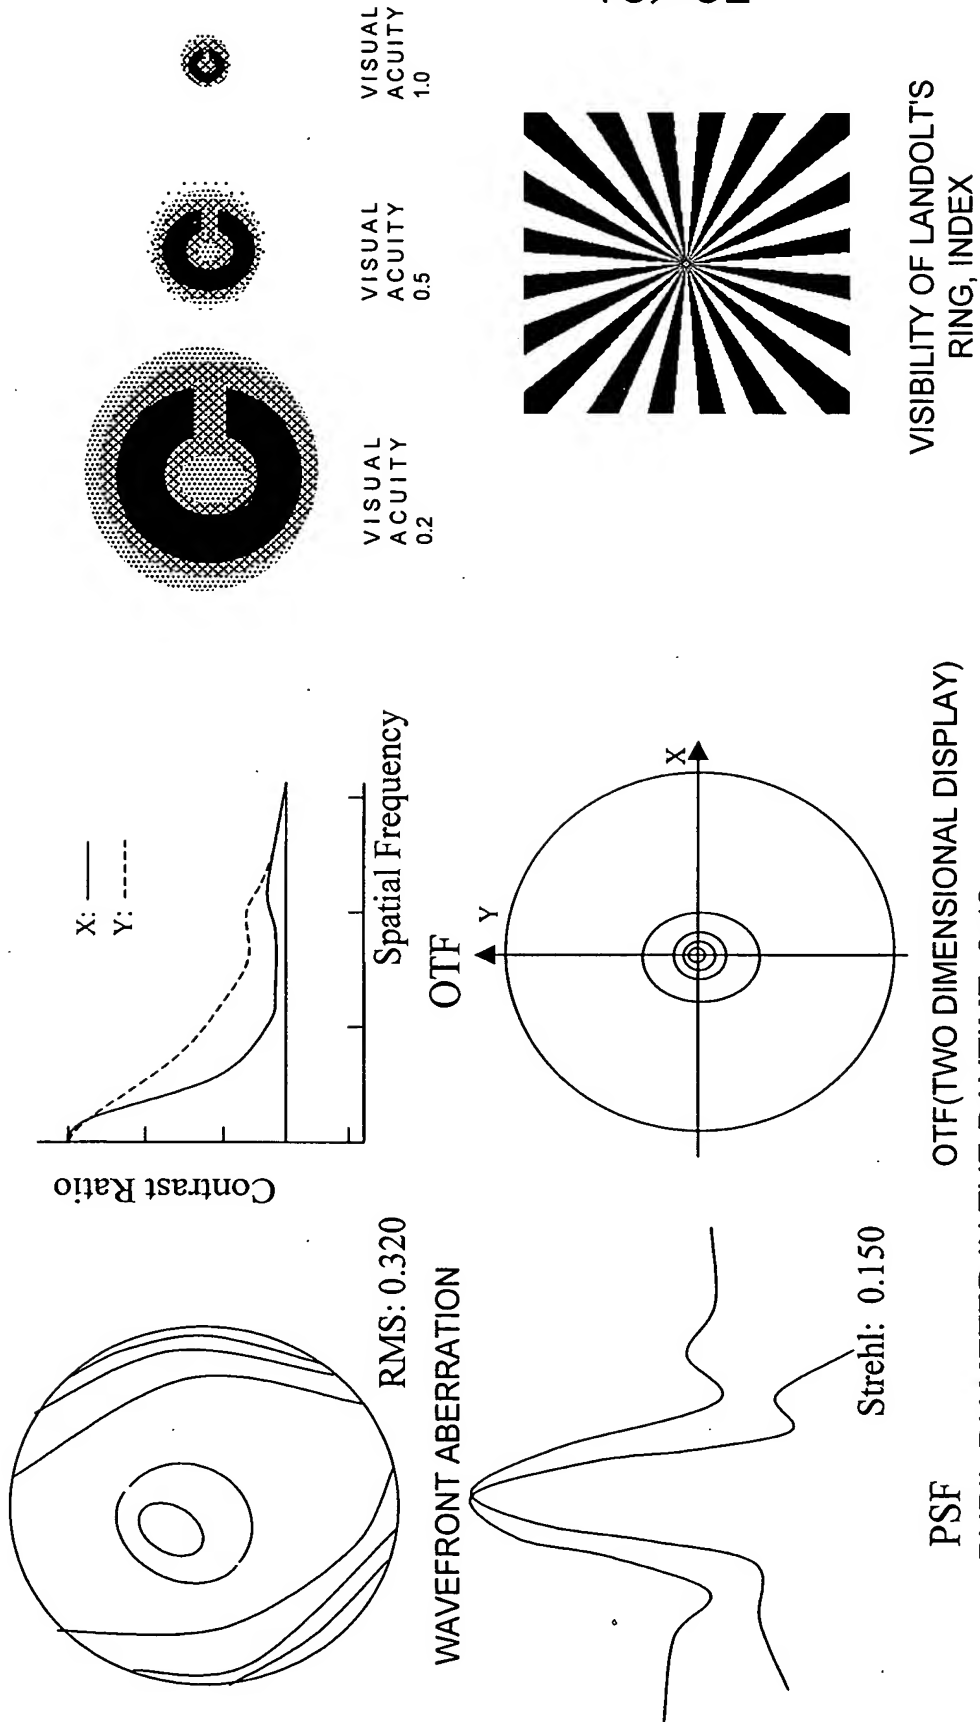 Contrast Ratio
X:
Y:
Spatial Frequency
OTF
RMS: 0.320
WAVEFRONT ABERRATION
VISUAL
ACUITY
0.2
VISUAL
ACUITY
0.5
VISUAL
ACUITY
1.0
Y
X
Strehl: 0.150
PSF
OTF(TWO DIMENSIONAL DISPLAY)
VISIBILITY OF LANDOLT'S
RING, INDEX